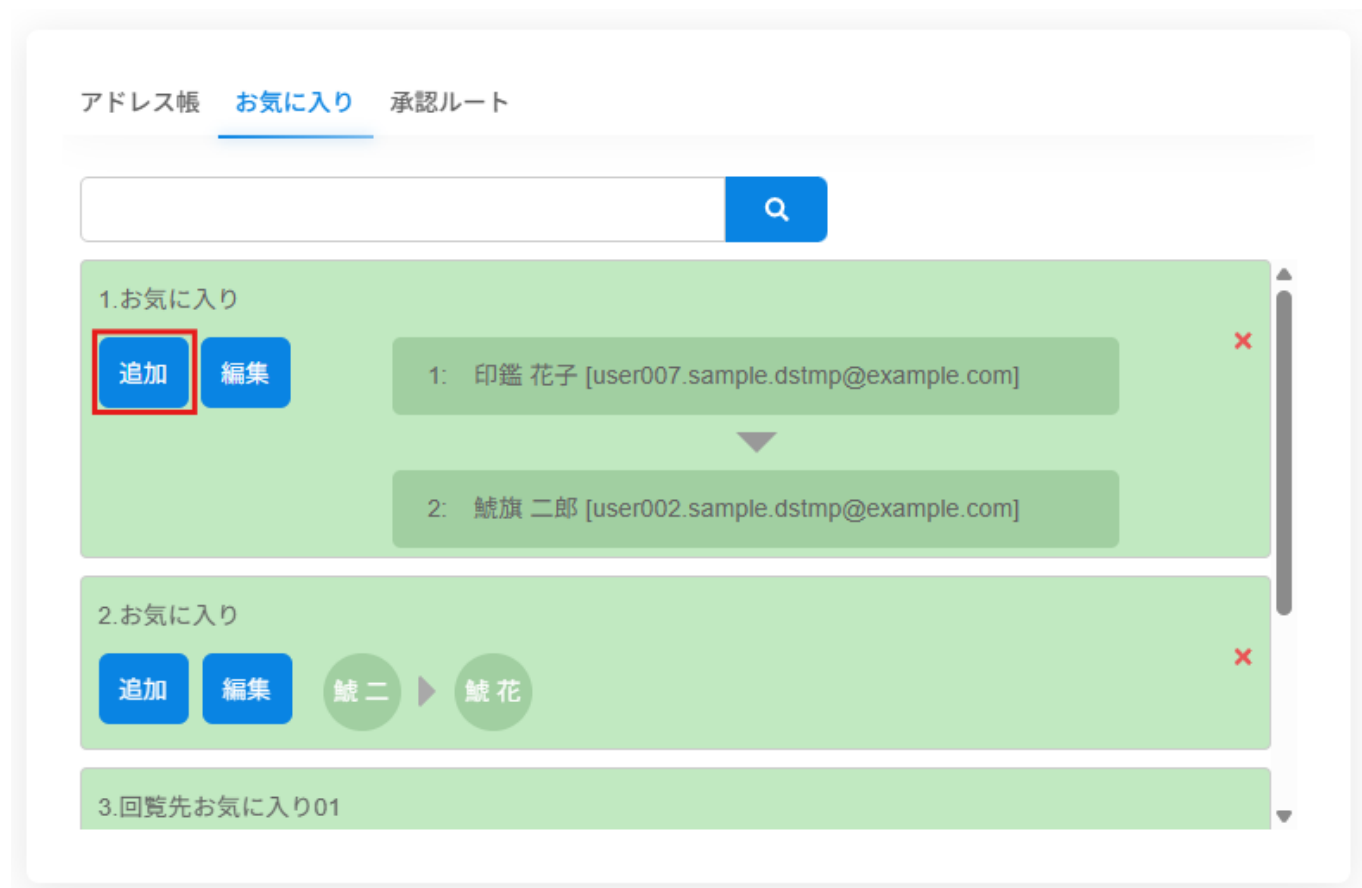 アドレス帳 お気に入り 承認ルート
1.お気に入り
追加 編集 1: 印鑑 花子 [user007.sample.dstmp@example.com]
2: 鯱旗 二郎 [user002.sample.dstmp@example.com]
2.お気に入り
追加 編集 鯱 二 鯱 花
3.回覧先お気に入り01